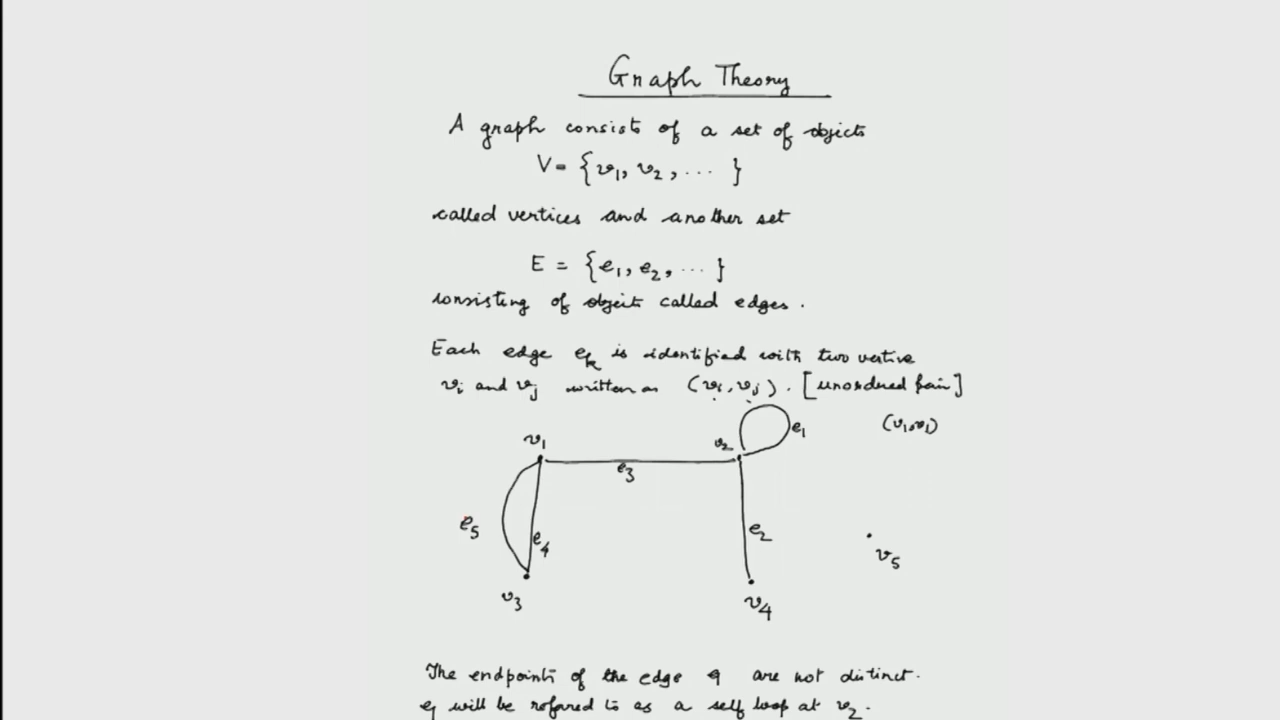 Graph Theory
A graph consists of a set of objects
V = {v1, v2, ... }
called vertices and another set
E = {e1, e2, ... }
consisting of objects called edges.
Each edge ek is identified with two vertice
vi and vj written as (vi, vj). [unordered pair]
(v1, v1)
v1
v2
e1
e3
e5
e4
e2
v5
v3
v4
The endpoints of the edge e1 are not distinct.
e1 will be refered to as a self loop at v2.